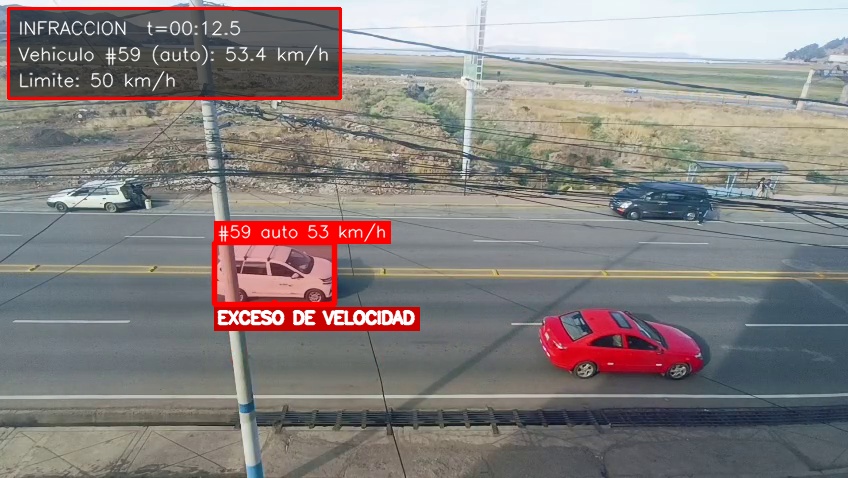 INFRACCION t=00:12.5
Vehiculo #59 (auto): 53.4 km/h
Limite: 50 km/h
#59 auto 53 km/h
EXCESO DE VELOCIDAD